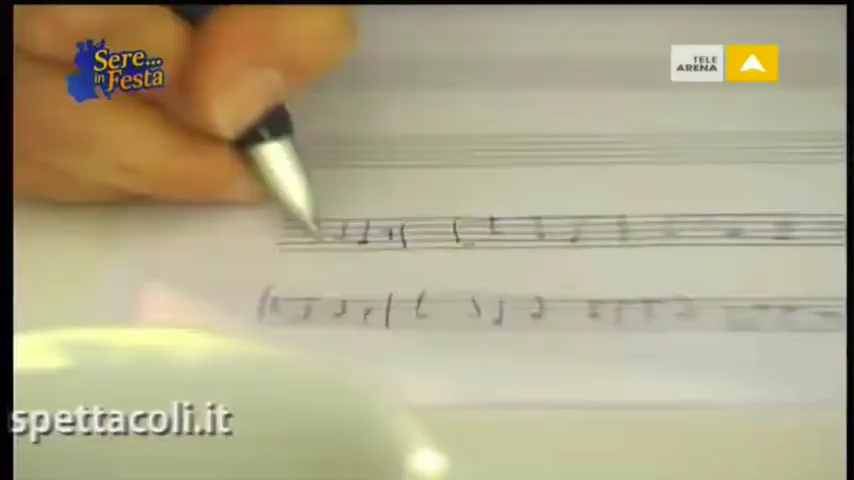 Sere...
in Festa
TELE
ARENA
spettacoli.it